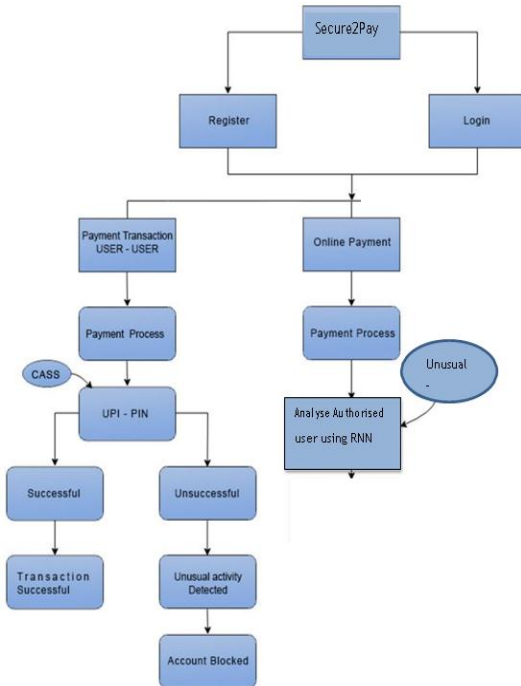 Secure2Pay
Register
Login
Payment Transaction
USER - USER
Online Payment
Payment Process
Payment Process
CASS
Unusual
-
UPI - PIN
Analyse Authorised
user using RNN
Successful
Unsuccessful
Transaction
Successful
Unusual activity
Detected
Account Blocked